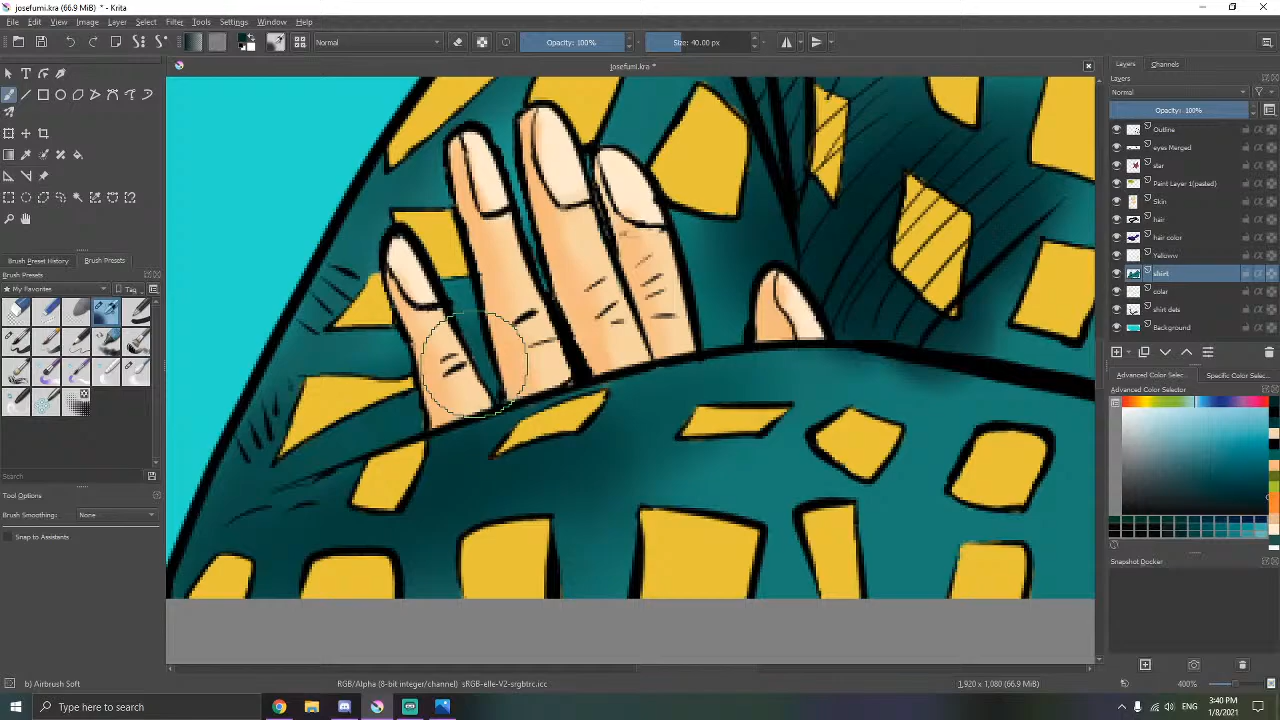 josefumi.kra (66.9 MiB) * - Krita
File Edit View Image Layer Select Filter Tools Settings Window Help
Normal Opacity: 100% Size: 40.00 px
josefumi.kra *
Layers Channels
Layers
Normal
Opacity: 100%
Outline
eyes Merged
star
Paint Layer 1(pasted)
Skin
hair
hair color
Yelloww
shirt
colar
shirt dets
Background
Brush Preset History Brush Presets
Brush Presets
My Favorites Tag
Search
Tool Options
Brush Smoothing: None
Snap to Assistants
Advanced Color Selec... Specific Color Selec...
Advanced Color Selector
Snapshot Docker
b) Airbrush Soft
RGB/Alpha (8-bit integer/channel) sRGB-elle-V2-srgbtrc.icc
1,920 x 1,080 (66.9 MiB)
400%
Type here to search
ENG
3:40 PM
1/8/2021